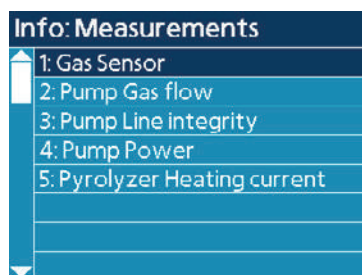 Info: Measurements
1: Gas Sensor
2: Pump Gas flow
3: Pump Line integrity
4: Pump Power
5: Pyrolyzer Heating current